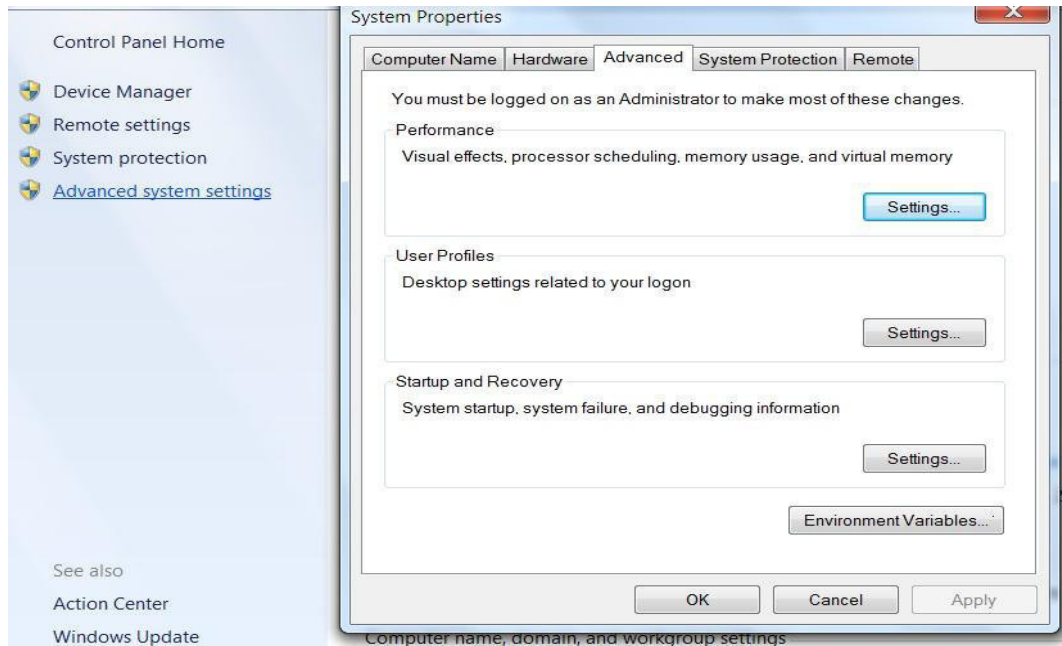 Control Panel Home
Device Manager
Remote settings
System protection
Advanced system settings
See also
Action Center
Windows Update
System Properties
Computer Name Hardware Advanced System Protection Remote
You must be logged on as an Administrator to make most of these changes.
Performance
Visual effects, processor scheduling, memory usage, and virtual memory
Settings...
User Profiles
Desktop settings related to your logon
Settings...
Startup and Recovery
System startup, system failure, and debugging information
Settings...
Environment Variables...
OK Cancel Apply
Computer name, domain, and workgroup settings